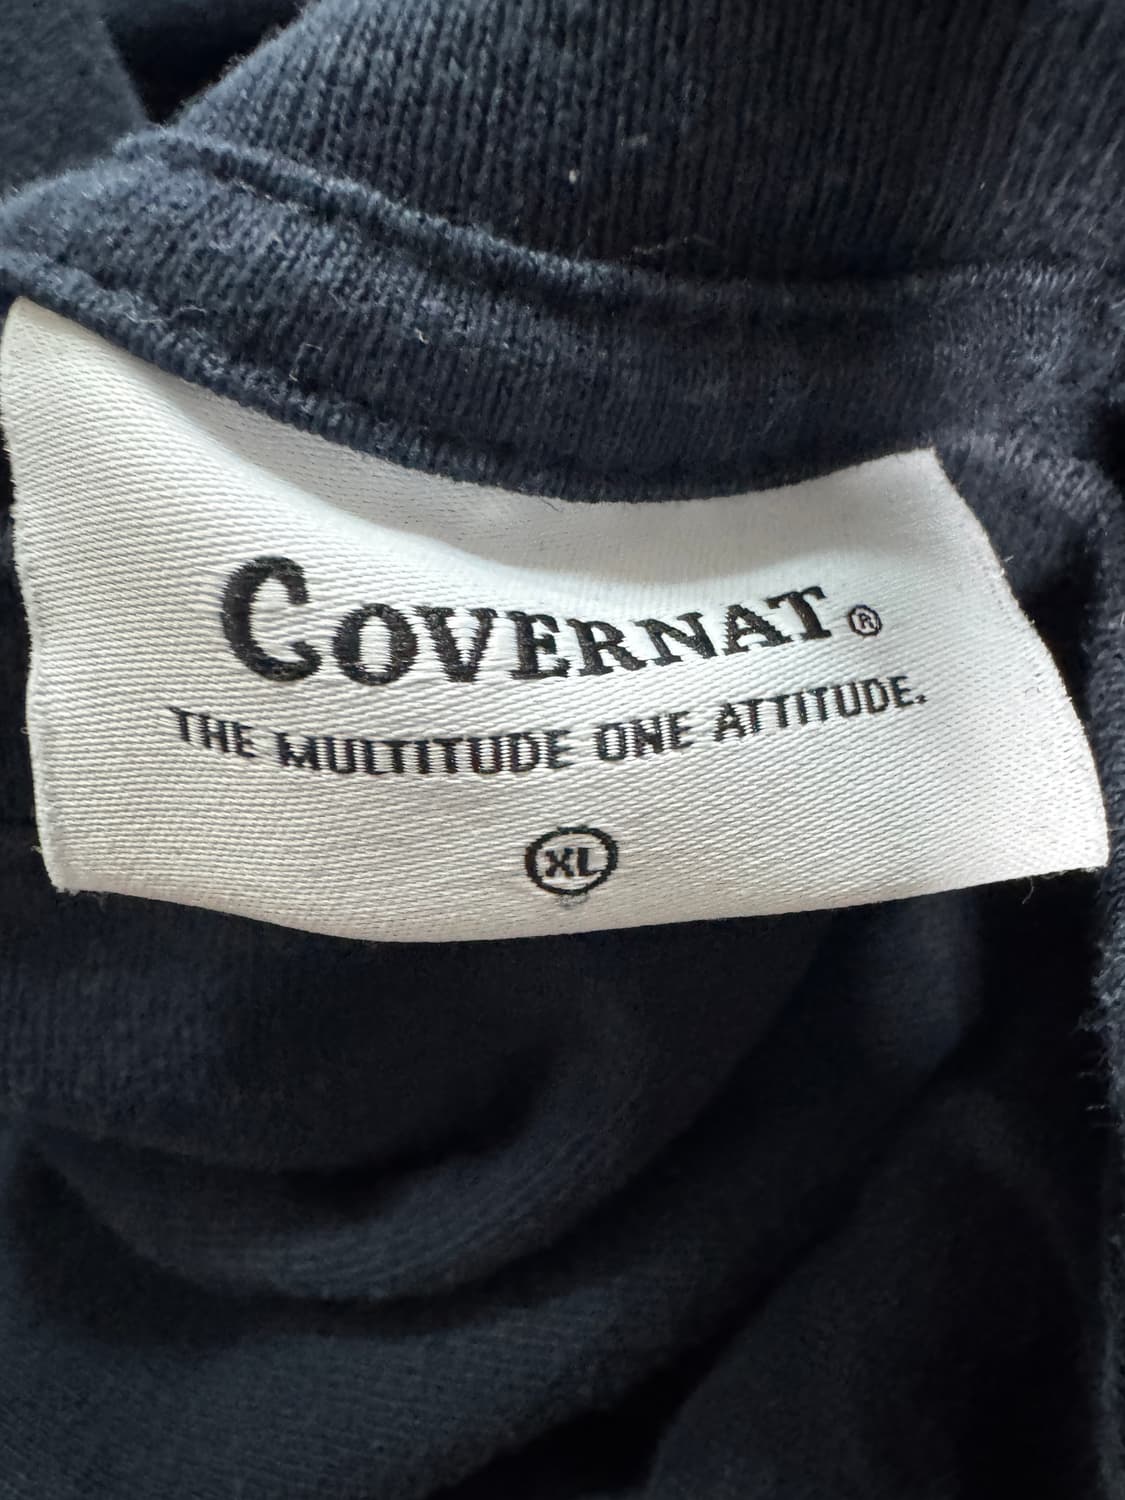 COVERNAT®
THE MULTITUDE ONE ATTITUDE.
XL